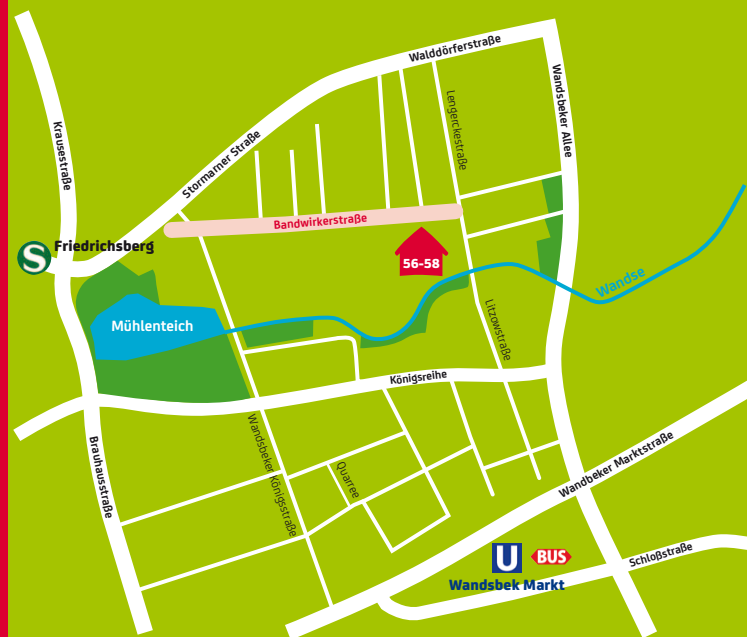 Walddörferstraße
Wandsbeker Allee
Lengerckestraße
Krausestraße
Stormarner Straße
Bandwirkerstraße
S
Friedrichsberg
56-58
Wandse
Mühlenteich
Litzowstraße
Königsreihe
Wandsbeker Königsstraße
Brauhausstraße
Quarree
Wandbeker Marktstraße
U
BUS
Schloßstraße
Wandsbek Markt